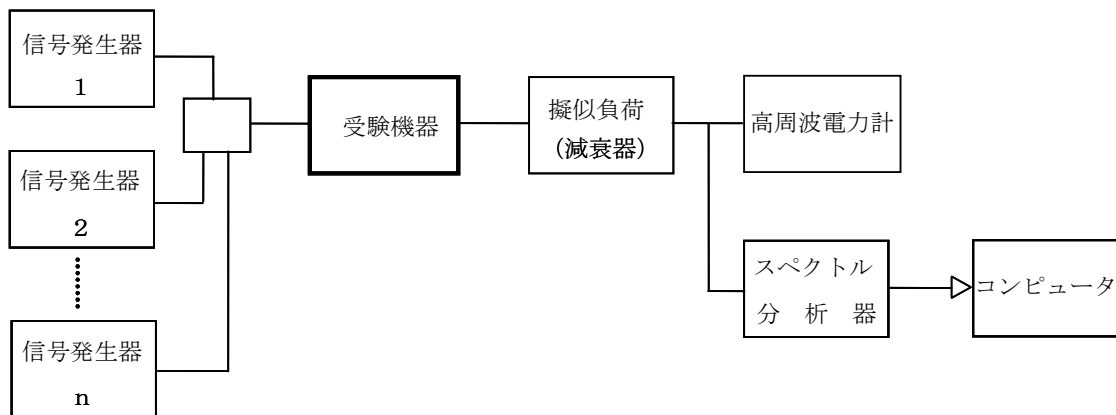 信号発生器
1
信号発生器
2
信号発生器
n
受験機器
擬似負荷
(減衰器)
高周波電力計
スペクトル
分 析 器
コンピュータ